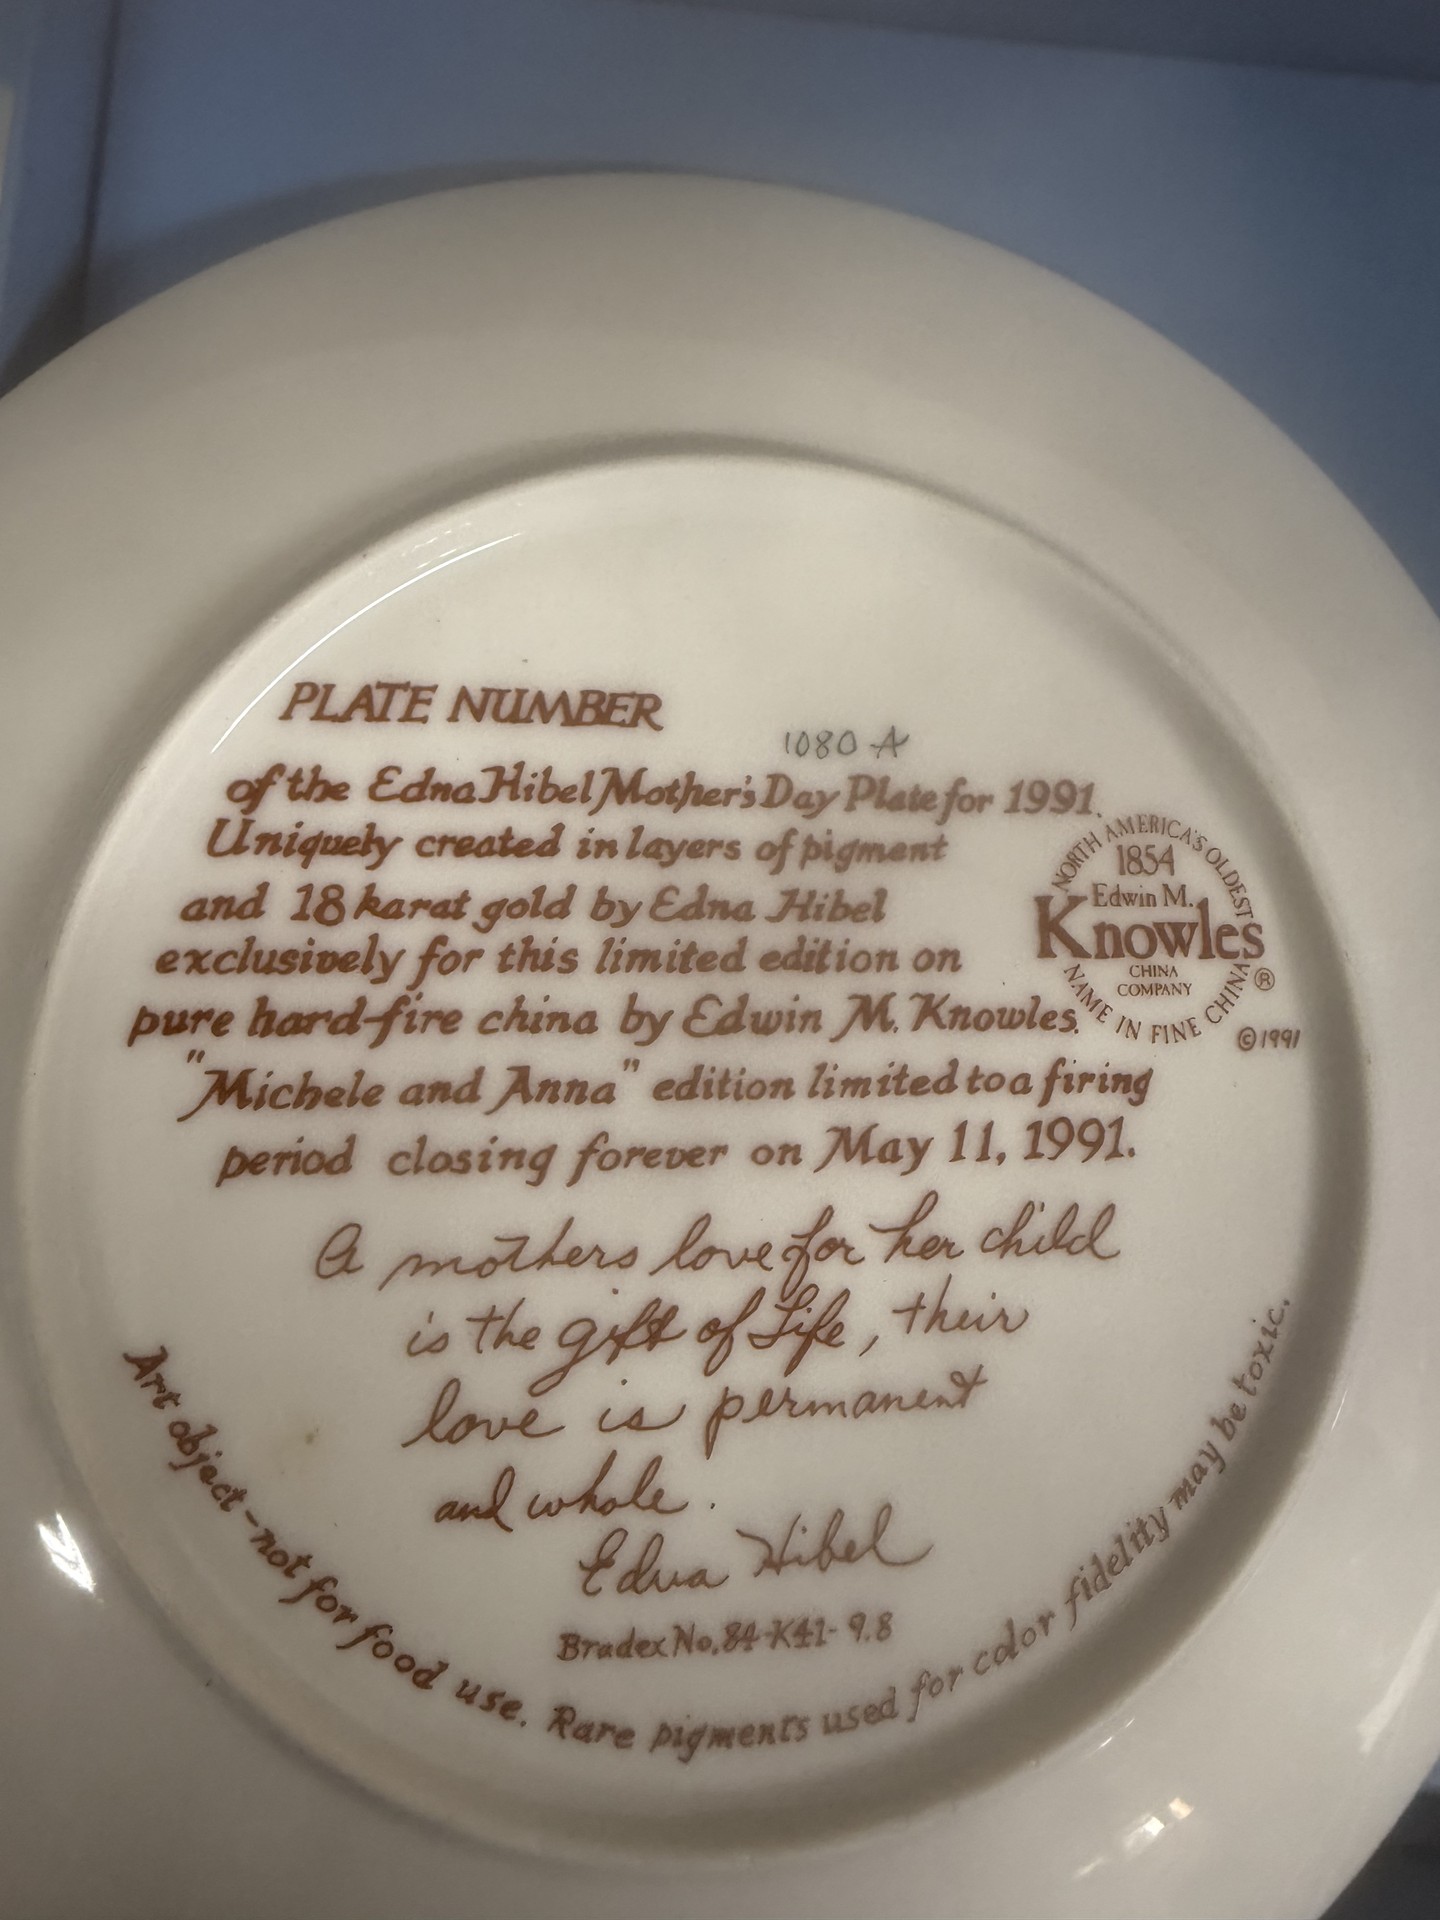 PLATE NUMBER
1080 A
of the Edna Hibel Mother's Day Plate for 1991.
Uniquely created in layers of pigment
and 18 karat gold by Edna Hibel
exclusively for this limited edition on
pure hard-fire china by Edwin M. Knowles.
"Michele and Anna" edition limited to a firing
period closing forever on May 11, 1991.
NORTH AMERICA'S OLDEST
1854
Edwin M.
Knowles
CHINA
COMPANY
NAME IN FINE CHINA
®
©1991
A mothers love for her child
is the gift of Life, their
love is permanent
and whole.
Edna Hibel
Bradex No. 84-K41-9.8
Art object - not for food use. Rare pigments used for color fidelity may be toxic.